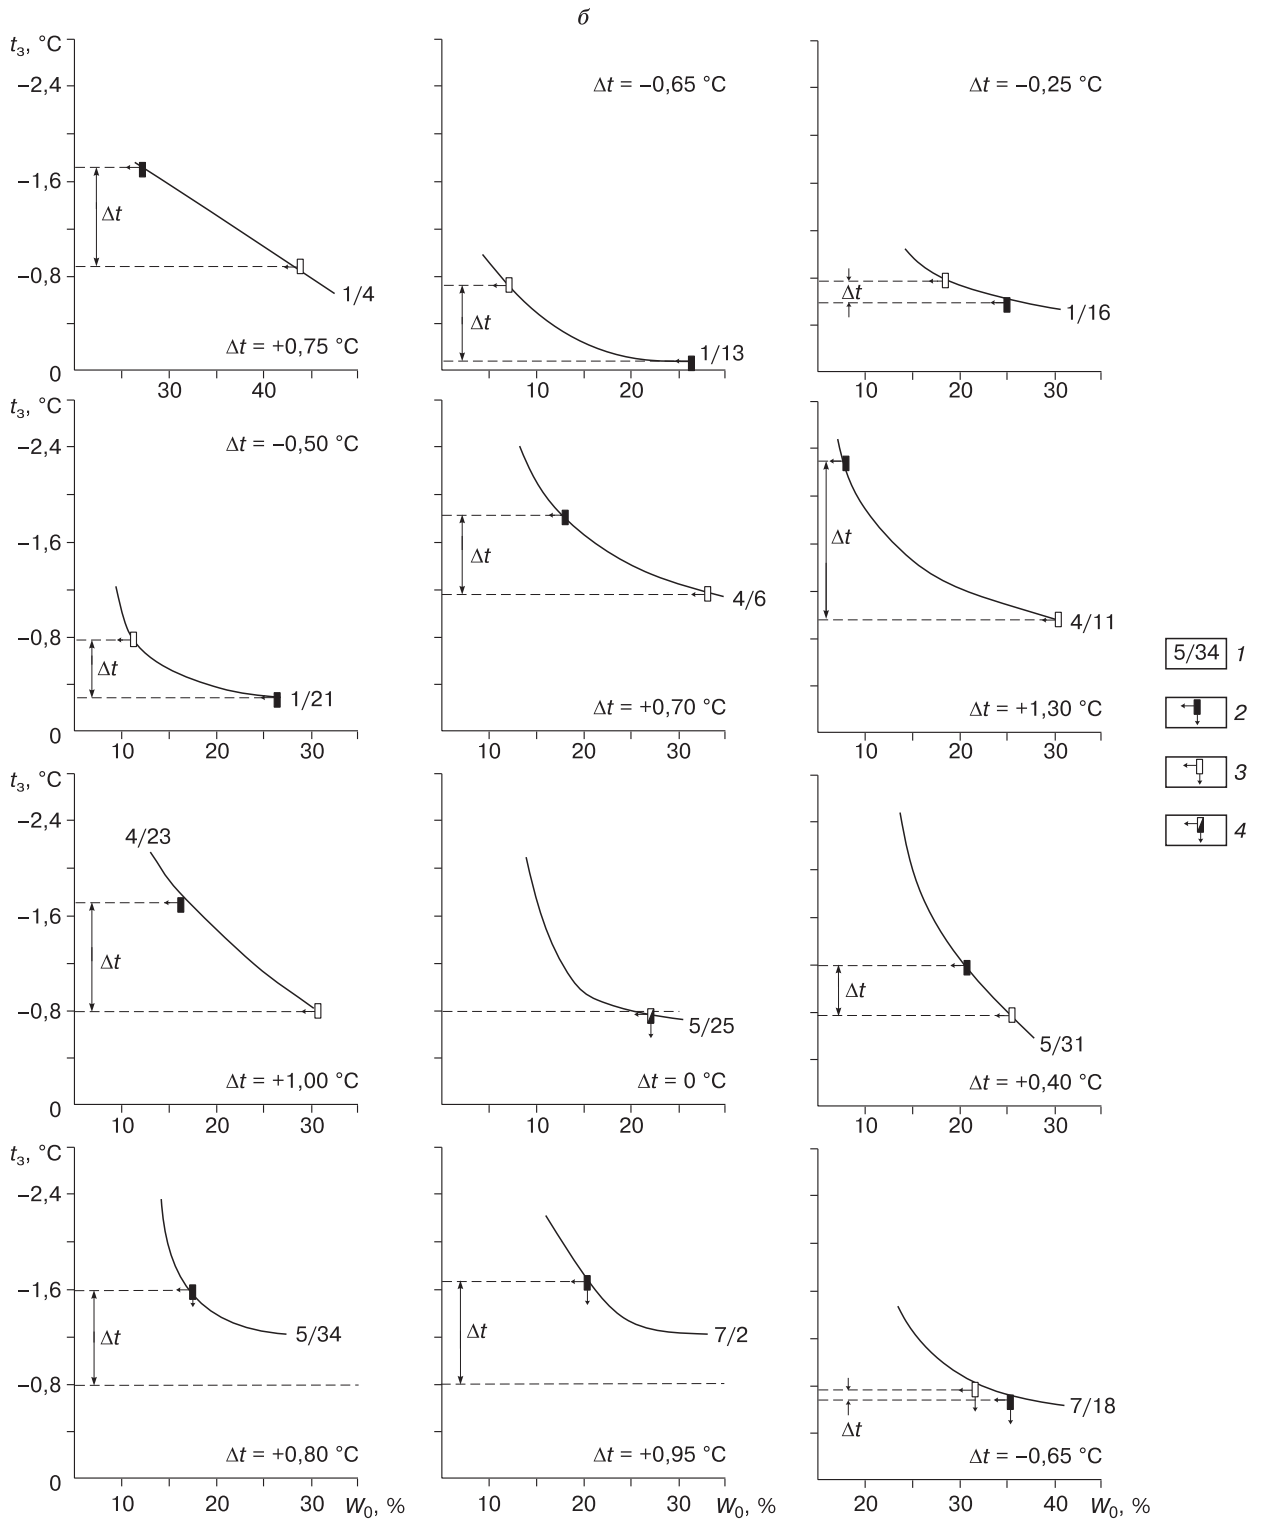 б
t₃, °C
−2,4
−1,6
−0,8
0
Δt
1/4
Δt = +0,75 °C
30 40
Δt = −0,65 °C
Δt
1/13
10 20
Δt = −0,25 °C
Δt
1/16
10 20 30
t₃, °C
−2,4
−1,6
−0,8
0
Δt = −0,50 °C
Δt
1/21
10 20 30
Δt
4/6
Δt = +0,70 °C
10 20 30
Δt
4/11
Δt = +1,30 °C
10 20 30
5/34 1
2
3
4
t₃, °C
−2,4
−1,6
−0,8
0
4/23
Δt
Δt = +1,00 °C
10 20 30
5/25
Δt = 0 °C
10 20
Δt
5/31
Δt = +0,40 °C
10 20 30
t₃, °C
−2,4
−1,6
−0,8
0
Δt
5/34
Δt = +0,80 °C
10 20 30 W₀, %
Δt
7/2
Δt = +0,95 °C
10 20 30 W₀, %
Δt
7/18
Δt = −0,65 °C
20 30 40 W₀, %